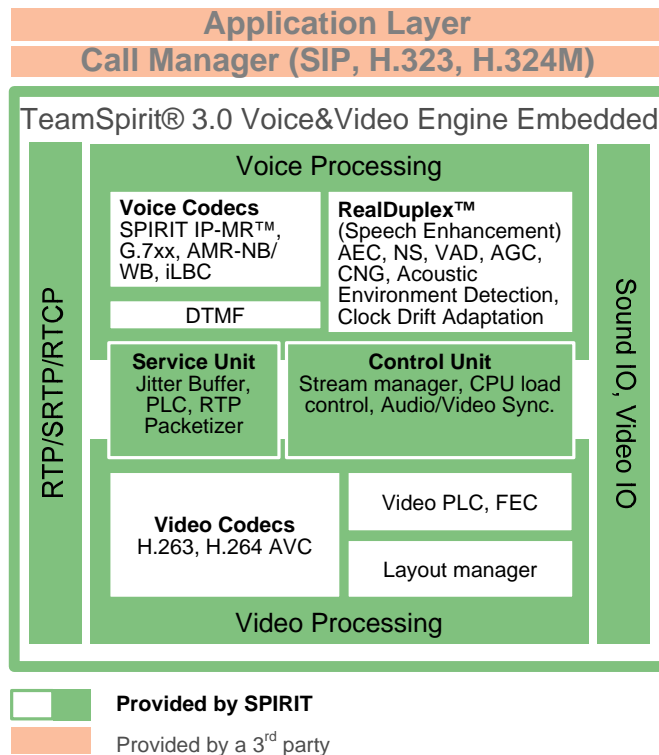 Application Layer
Call Manager (SIP, H.323, H.324M)
TeamSpirit® 3.0 Voice&Video Engine Embedded
RTP/SRTP/RTCP
Voice Processing
Voice Codecs
SPIRIT IP-MR™,
G.7xx, AMR-NB/
WB, iLBC
DTMF
RealDuplex™
(Speech Enhancement)
AEC, NS, VAD, AGC,
CNG, Acoustic
Environment Detection,
Clock Drift Adaptation
Service Unit
Jitter Buffer,
PLC, RTP
Packetizer
Control Unit
Stream manager, CPU load
control, Audio/Video Sync.
Video Codecs
H.263, H.264 AVC
Video PLC, FEC
Layout manager
Video Processing
Sound IO, Video IO
Provided by SPIRIT
Provided by a 3rd party